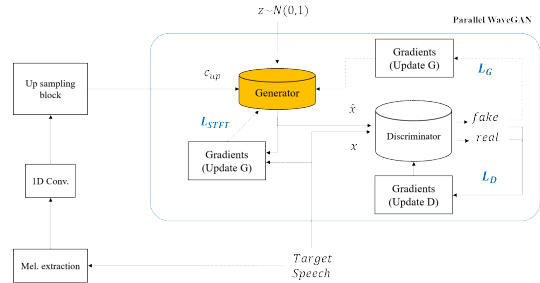 z~N(0,1)
Parallel WaveGAN
Up sampling
block
c_up
Generator
Gradients
(Update G)
L_G
L_STFT
x̂
fake
Discriminator
real
x
Gradients
(Update G)
1D Conv.
Gradients
(Update D)
L_D
Target
Speech
Mel. extraction